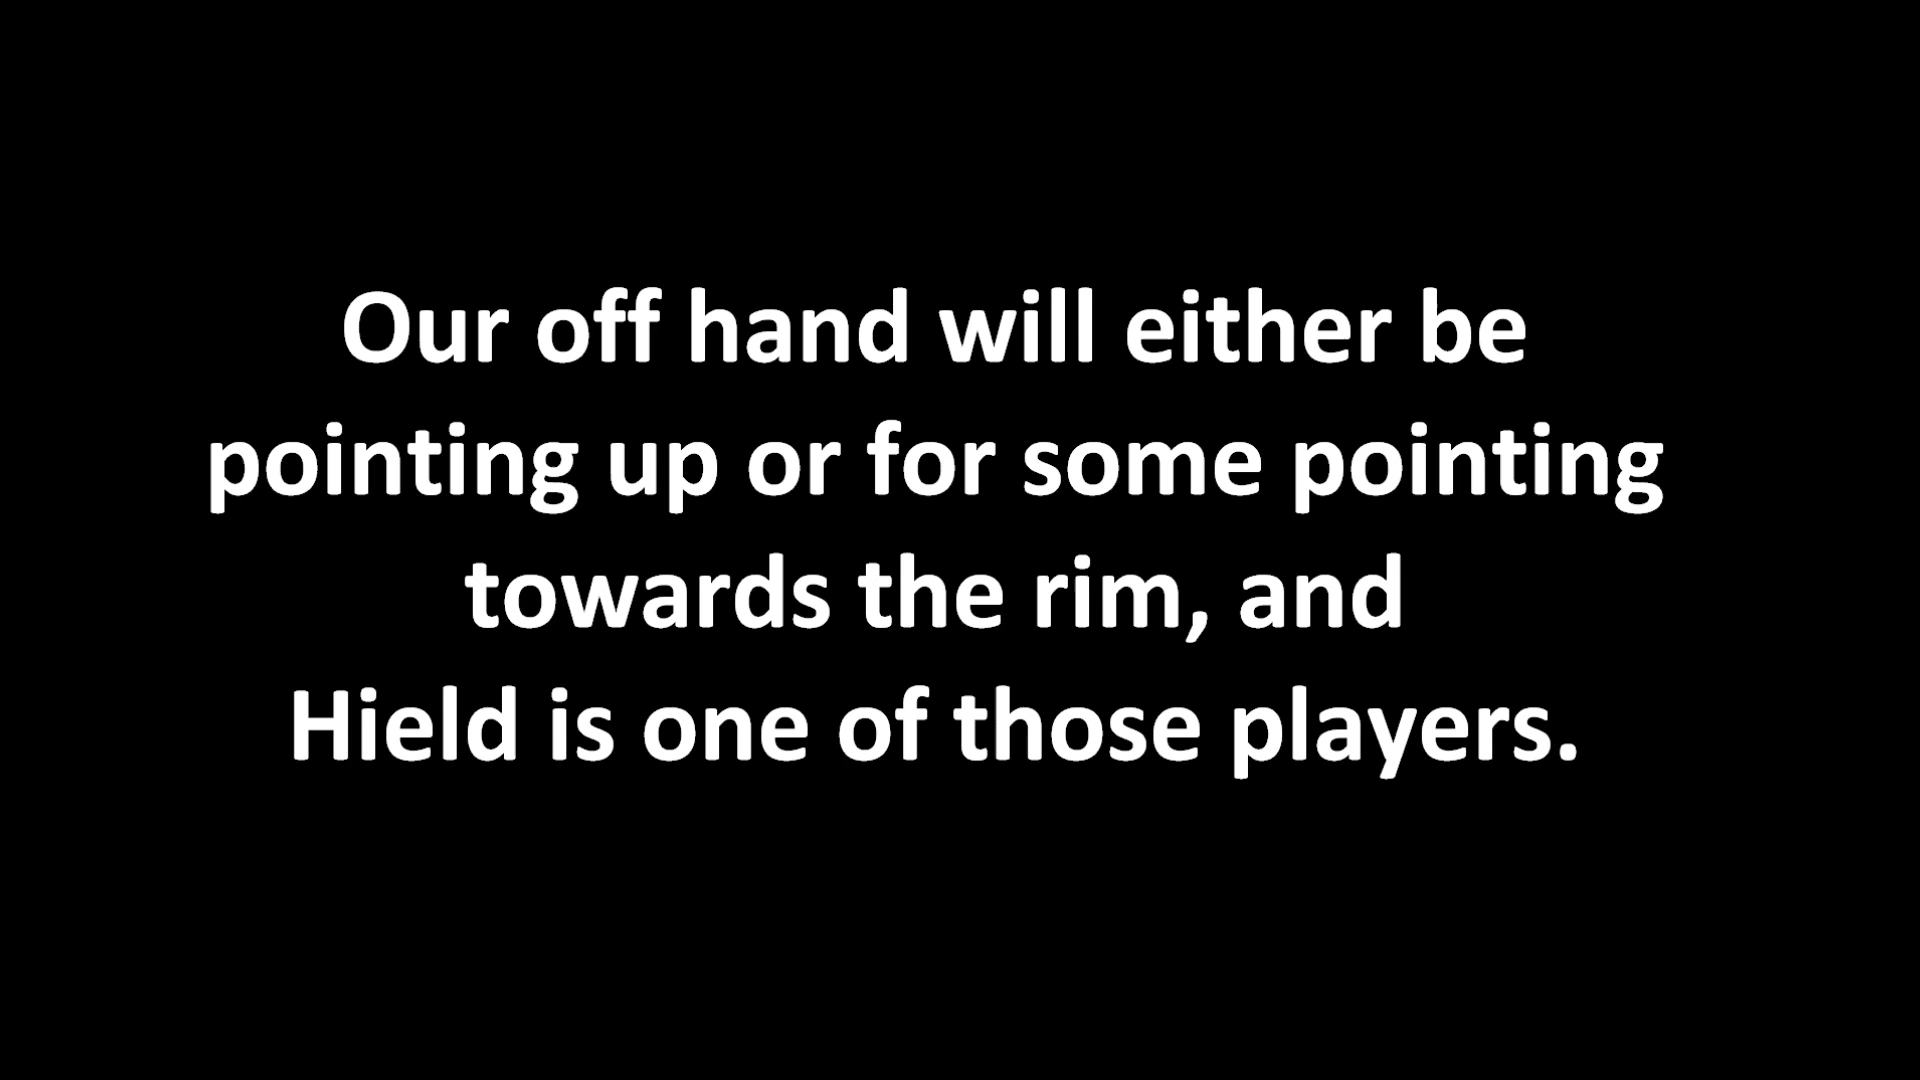 Our off hand will either be
pointing up or for some pointing
towards the rim, and
Hield is one of those players.